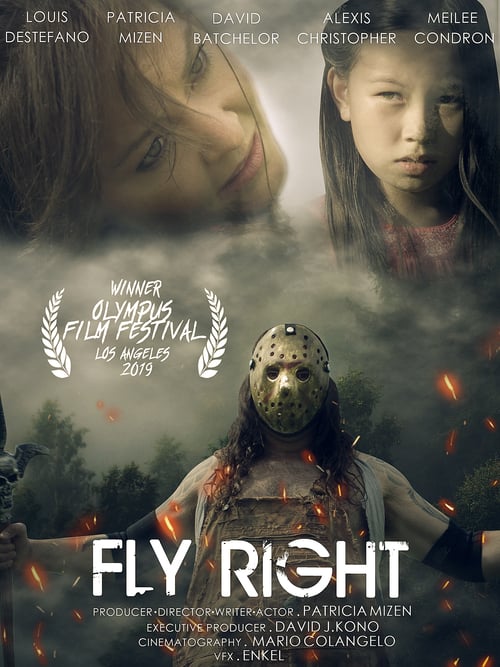 LOUIS DESTEFANO
PATRICIA MIZEN
DAVID BATCHELOR
ALEXIS CHRISTOPHER
MEILEE CONDRON
WINNER
OLYMPUS
FILM FESTIVAL
LOS ANGELES
2019
FLY RIGHT
PRODUCER•DIRECTOR•WRITER•ACTOR . PATRICIA MIZEN
EXECUTIVE PRODUCER . DAVID J.KONO
CINEMATOGRAPHY . MARIO COLANGELO
VFX . ENKEL